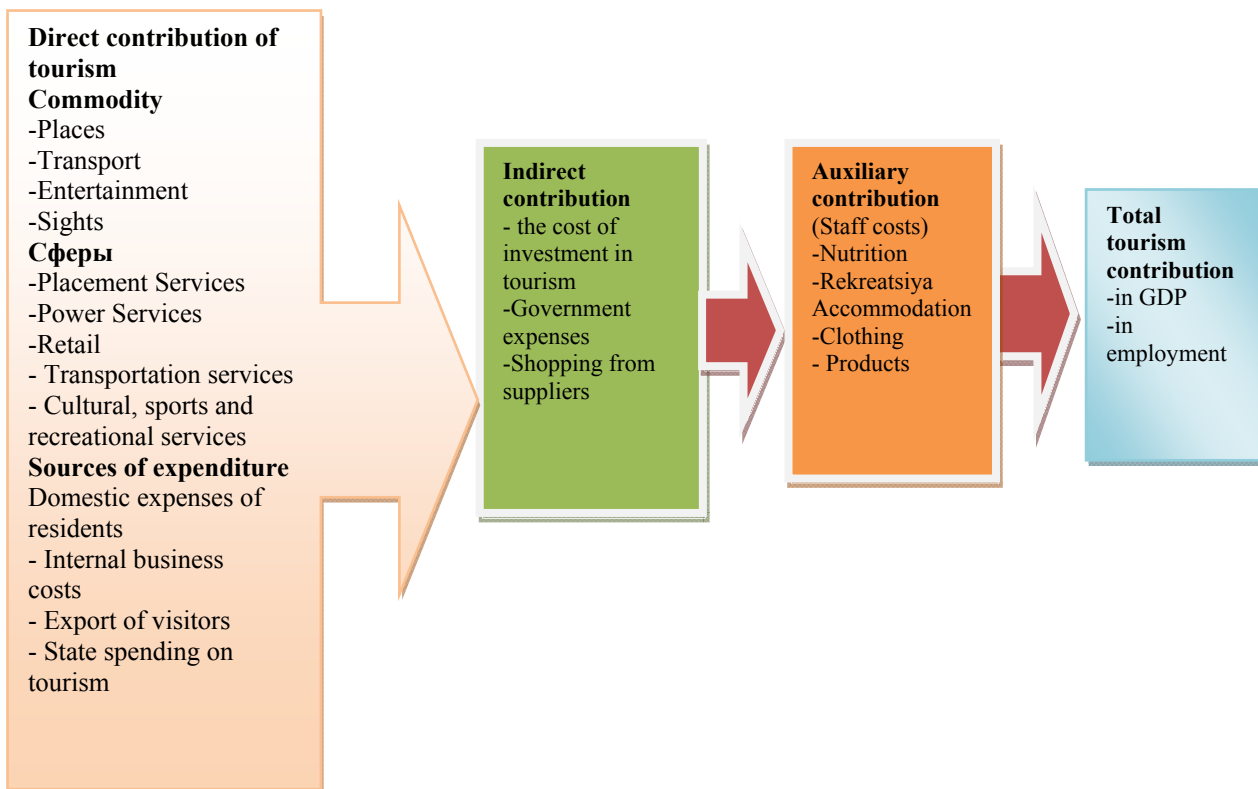 Direct contribution of
tourism
Commodity
-Places
-Transport
-Entertainment
-Sights
Сферы
-Placement Services
-Power Services
-Retail
- Transportation services
- Cultural, sports and
recreational services
Sources of expenditure
Domestic expenses of
residents
- Internal business
costs
- Export of visitors
- State spending on
tourism
Indirect
contribution
- the cost of
investment in
tourism
-Government
expenses
-Shopping from
suppliers
Auxiliary
contribution
(Staff costs)
-Nutrition
-Rekreatsiya
Accommodation
-Clothing
- Products
Total
tourism
contribution
-in GDP
-in
employment